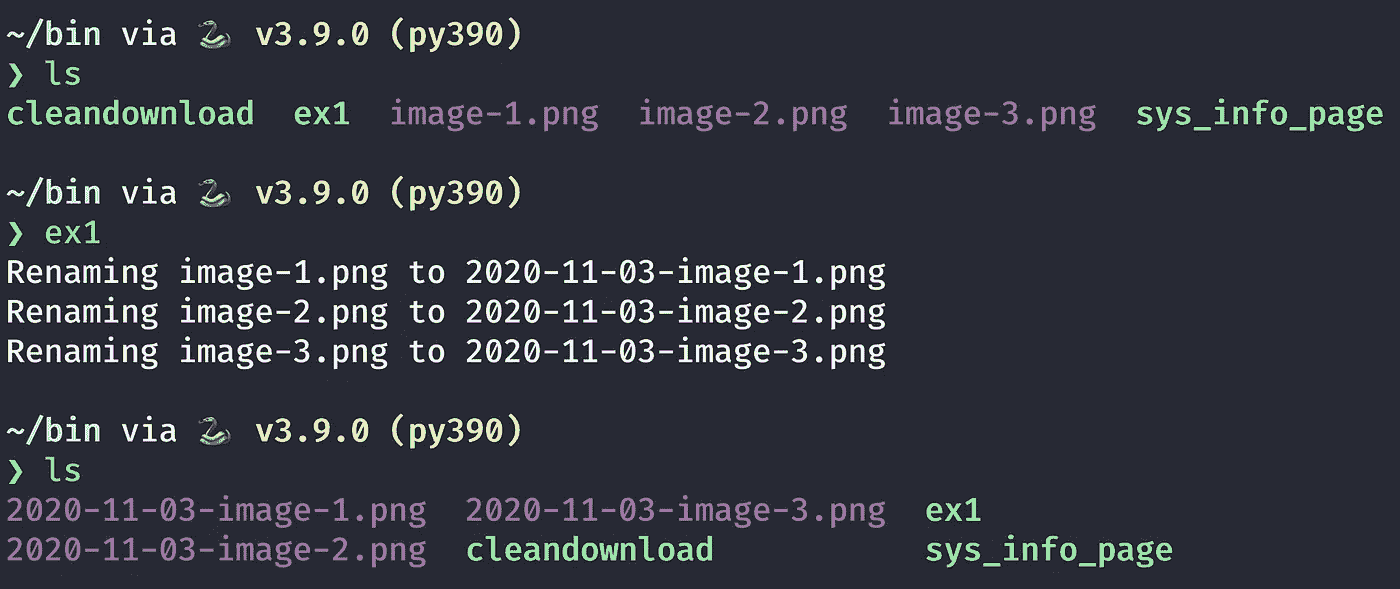 ~/bin via 🐍 v3.9.0 (py390)
❯ ls
cleandownload  ex1  image-1.png  image-2.png  image-3.png  sys_info_page
~/bin via 🐍 v3.9.0 (py390)
❯ ex1
Renaming image-1.png to 2020-11-03-image-1.png
Renaming image-2.png to 2020-11-03-image-2.png
Renaming image-3.png to 2020-11-03-image-3.png
~/bin via 🐍 v3.9.0 (py390)
❯ ls
2020-11-03-image-1.png  2020-11-03-image-3.png  ex1
2020-11-03-image-2.png  cleandownload           sys_info_page